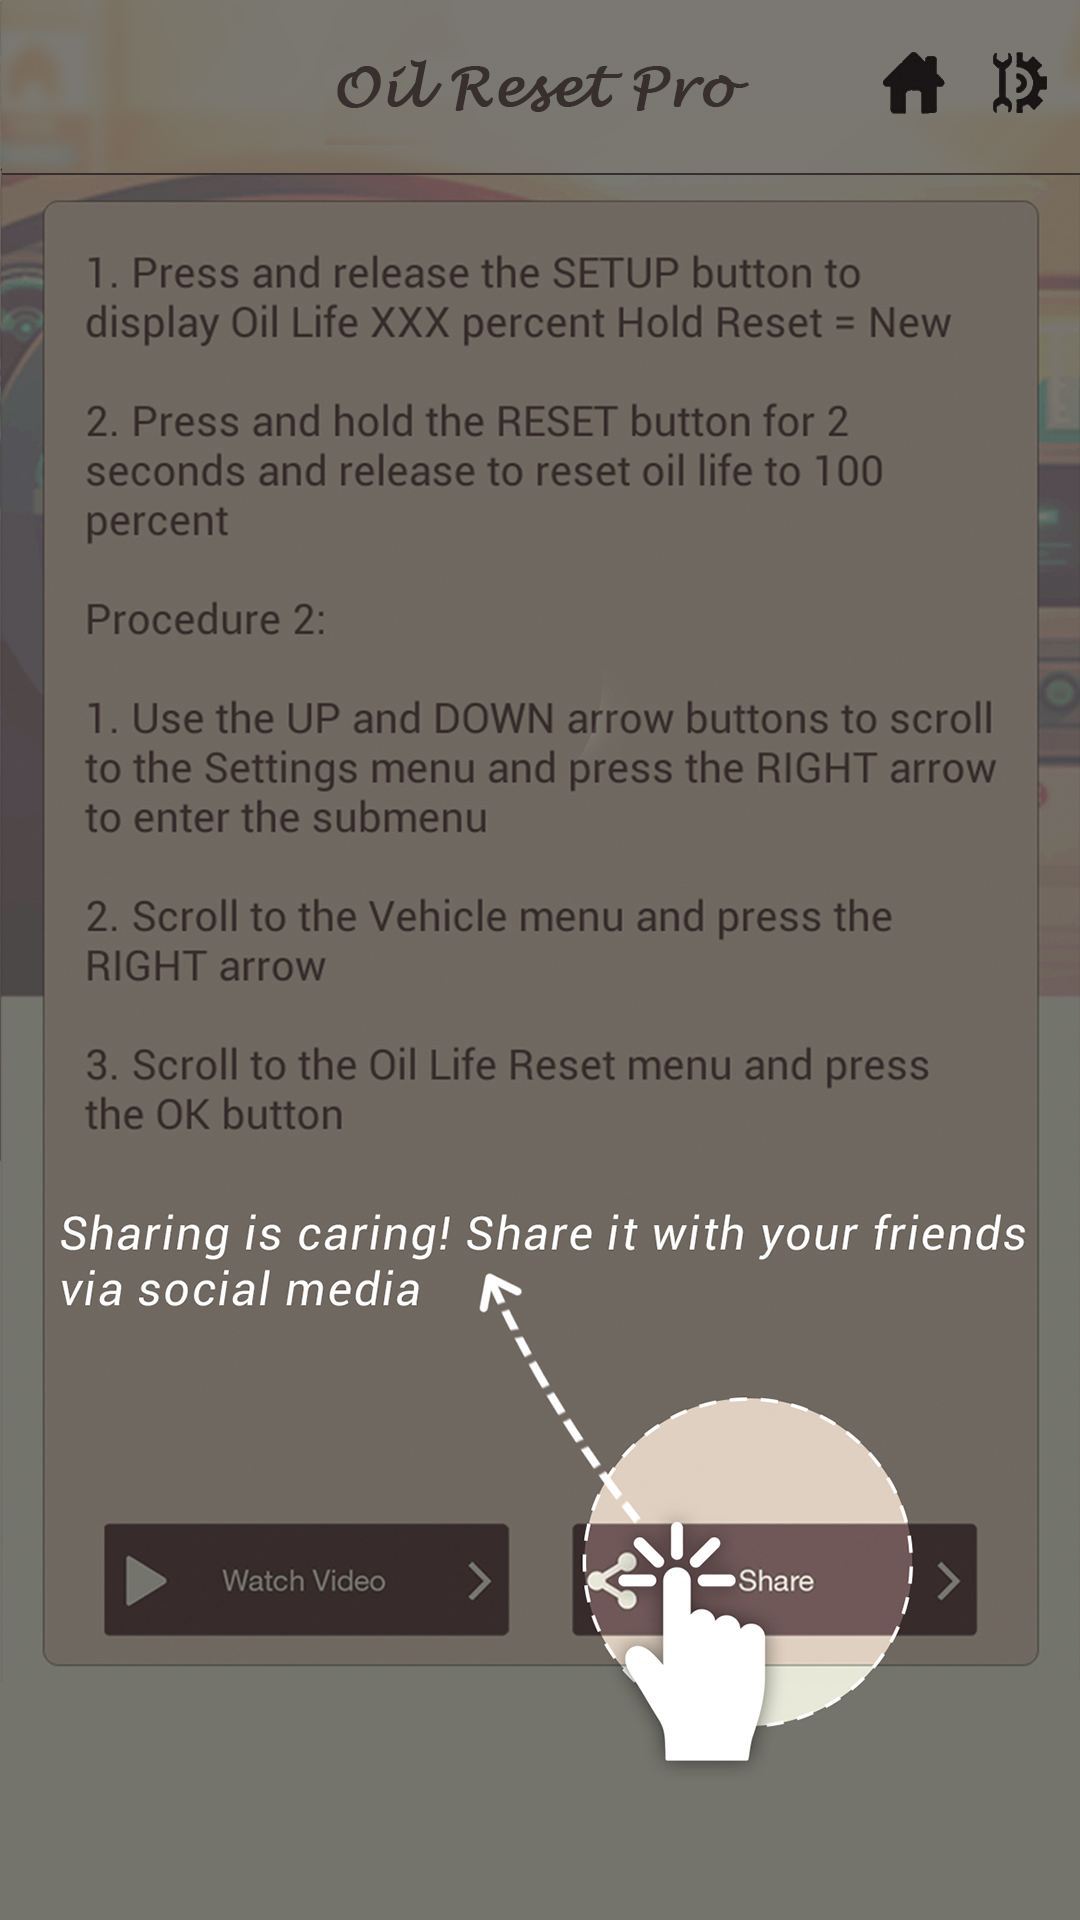 Oil Reset Pro
1. Press and release the SETUP button to
display Oil Life XXX percent Hold Reset = New
2. Press and hold the RESET button for 2
seconds and release to reset oil life to 100
percent
Procedure 2:
1. Use the UP and DOWN arrow buttons to scroll
to the Settings menu and press the RIGHT arrow
to enter the submenu
2. Scroll to the Vehicle menu and press the
RIGHT arrow
3. Scroll to the Oil Life Reset menu and press
the OK button
Sharing is caring! Share it with your friends
via social media
Watch Video
Share